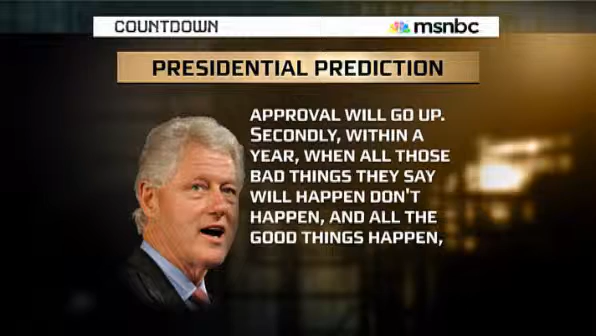 COUNTDOWN
msnbc
PRESIDENTIAL PREDICTION
APPROVAL WILL GO UP.
SECONDLY, WITHIN A
YEAR, WHEN ALL THOSE
BAD THINGS THEY SAY
WILL HAPPEN DON'T
HAPPEN, AND ALL THE
GOOD THINGS HAPPEN,